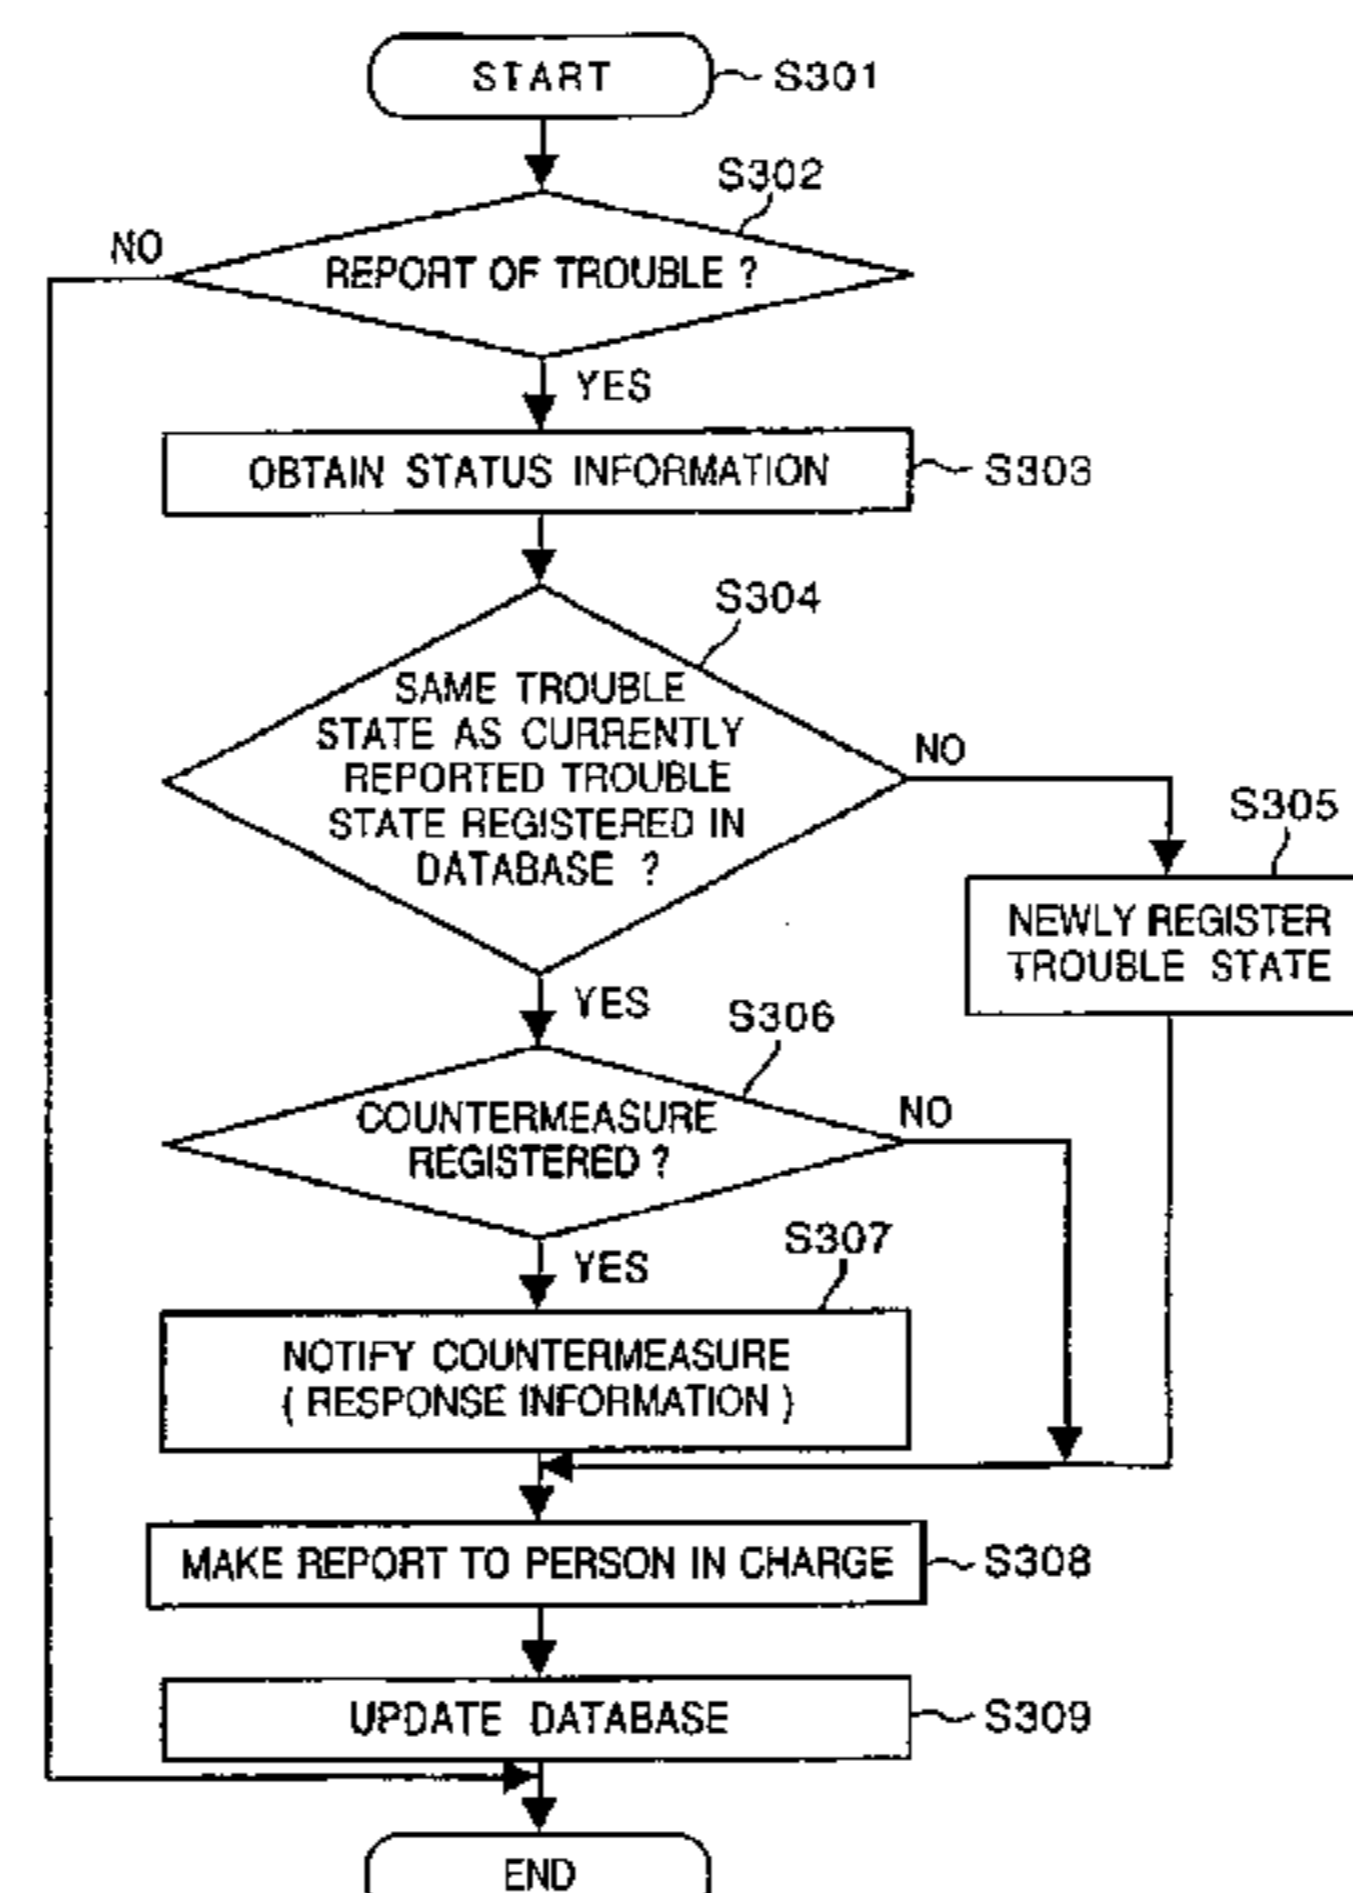 START
S301
S302
NO
REPORT OF TROUBLE ?
YES
OBTAIN STATUS INFORMATION
S303
S304
SAME TROUBLE
STATE AS CURRENTLY
REPORTED TROUBLE
STATE REGISTERED IN
DATABASE ?
NO
S305
NEWLY REGISTER
TROUBLE STATE
YES
S306
COUNTERMEASURE
REGISTERED ?
NO
YES
S307
NOTIFY COUNTERMEASURE
( RESPONSE INFORMATION )
MAKE REPORT TO PERSON IN CHARGE
S308
UPDATE DATABASE
S309
END